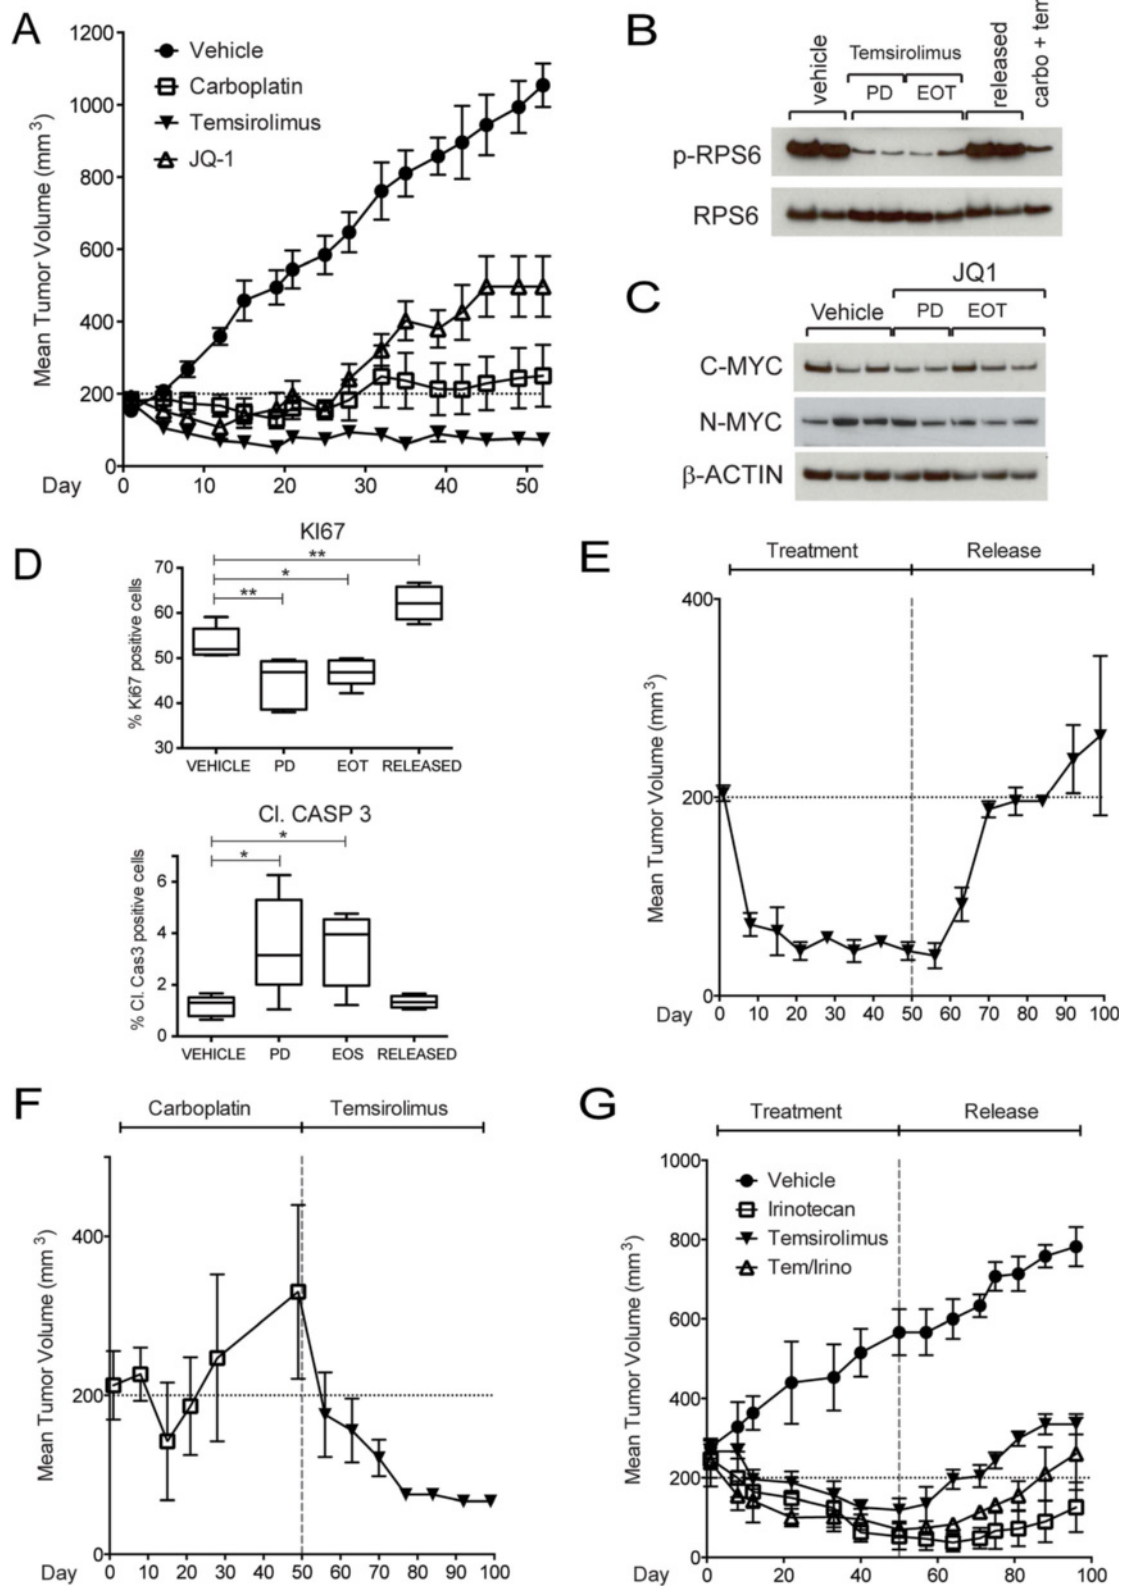 A
1200
1000
800
600
400
200
0
Mean Tumor Volume (mm3)
Vehicle
Carboplatin
Temsirolimus
JQ-1
Day
0 10 20 30 40 50
B
vehicle
Temsirolimus
PD EOT
released
carbo + tem
p-RPS6
RPS6
C
JQ1
Vehicle PD EOT
C-MYC
N-MYC
β-ACTIN
D
KI67
**
*
**
70
60
50
40
30
% Ki67 positive cells
VEHICLE PD EOT RELEASED
Cl. CASP 3
*
*
6
4
2
0
% Cl. Cas3 positive cells
VEHICLE PD EOS RELEASED
E
Treatment Release
400
200
0
Mean Tumor Volume (mm3)
Day
0 10 20 30 40 50 60 70 80 90 100
F
Carboplatin Temsirolimus
400
200
0
Mean Tumor Volume (mm3)
Day
0 10 20 30 40 50 60 70 80 90 100
G
Treatment Release
1000
800
600
400
200
0
Mean Tumor Volume (mm3)
Vehicle
Irinotecan
Temsirolimus
Tem/Irino
Day
0 20 40 60 80 100